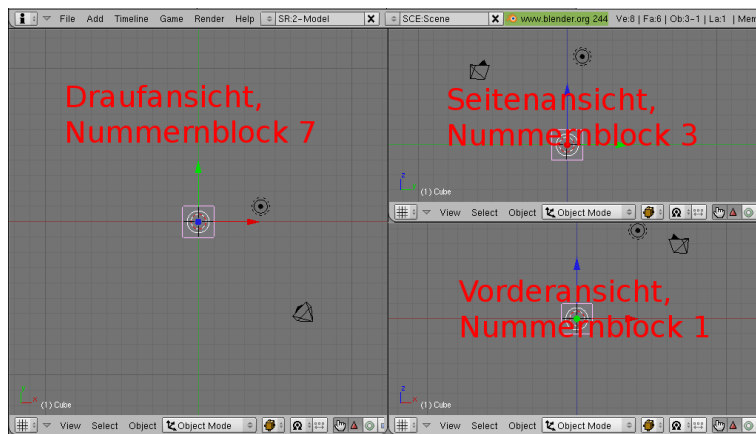 File Add Timeline Game Render Help SR:2-Model X SCE:Scene X www.blender.org 244 Ve:8 | Fa:6 | Ob:3-1 | La:1 | Mem
Draufansicht,
Nummernblock 7
z
(1) Cube
x
(1) Cube
View Select Object Object Mode
Seitenansicht,
Nummernblock 3
z
y
(1) Cube
View Select Object Object Mode
Vorderansicht,
Nummernblock 1
z
x
(1) Cube
View Select Object Object Mode